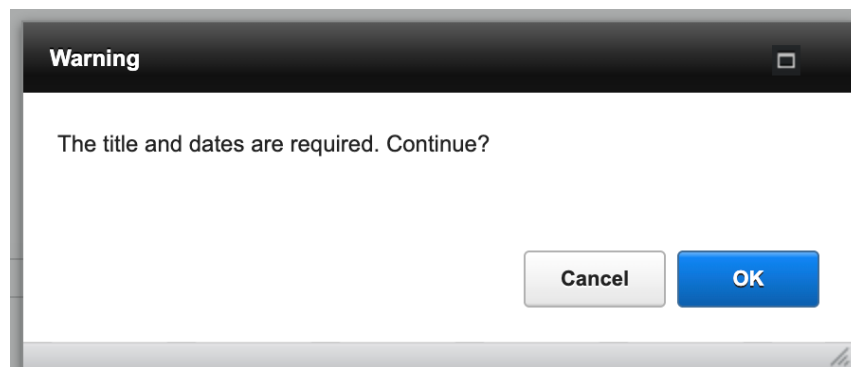 Warning
The title and dates are required. Continue?
Cancel
OK